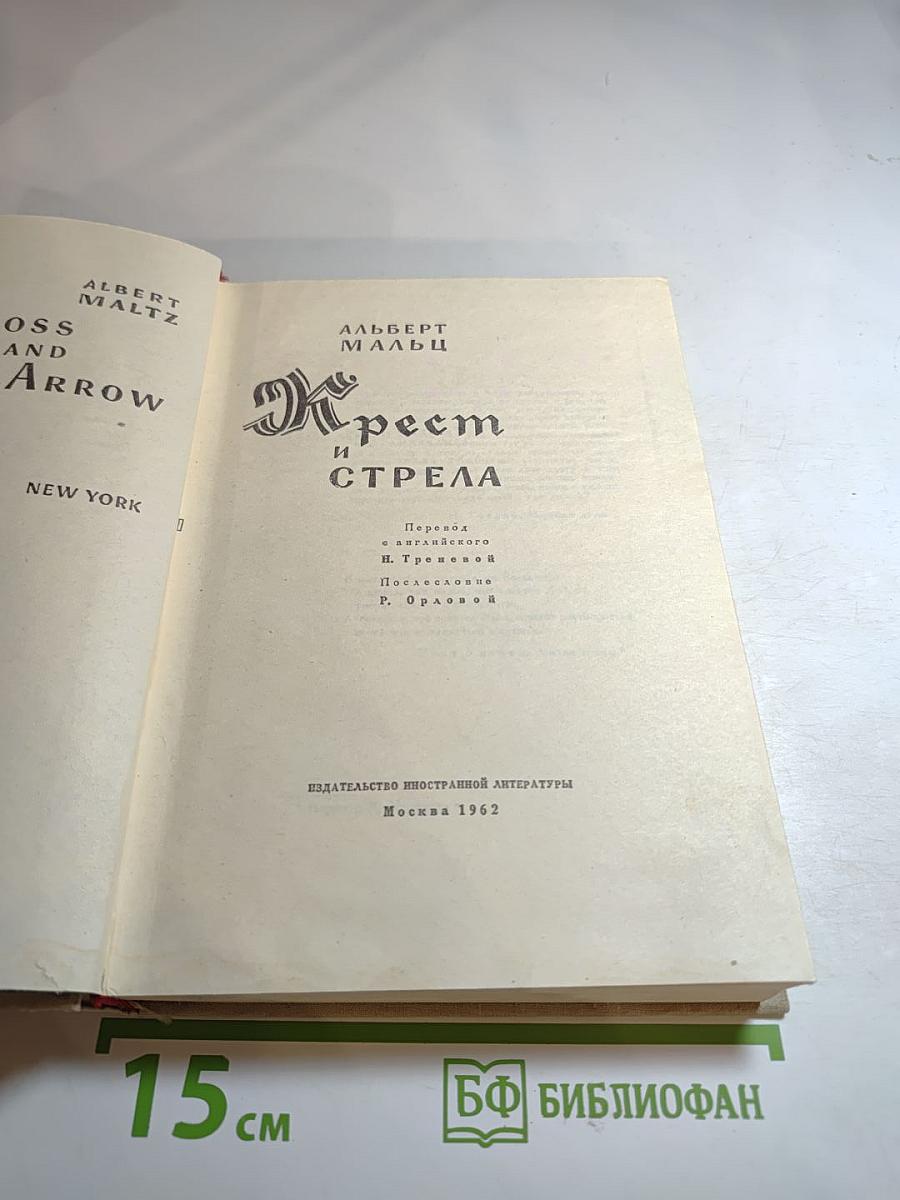 ALBERT
MALTZ
OSS
AND
ARROW
NEW YORK
АЛЬБЕРТ
МАЛЬЦ
Крест
И
СТРЕЛА
Перевод
с английского
Н. Треневой
Послесловие
Р. Орловой
ИЗДАТЕЛЬСТВО ИНОСТРАННОЙ ЛИТЕРАТУРЫ
Москва 1962
15 см
БФ БИБЛИОФАН